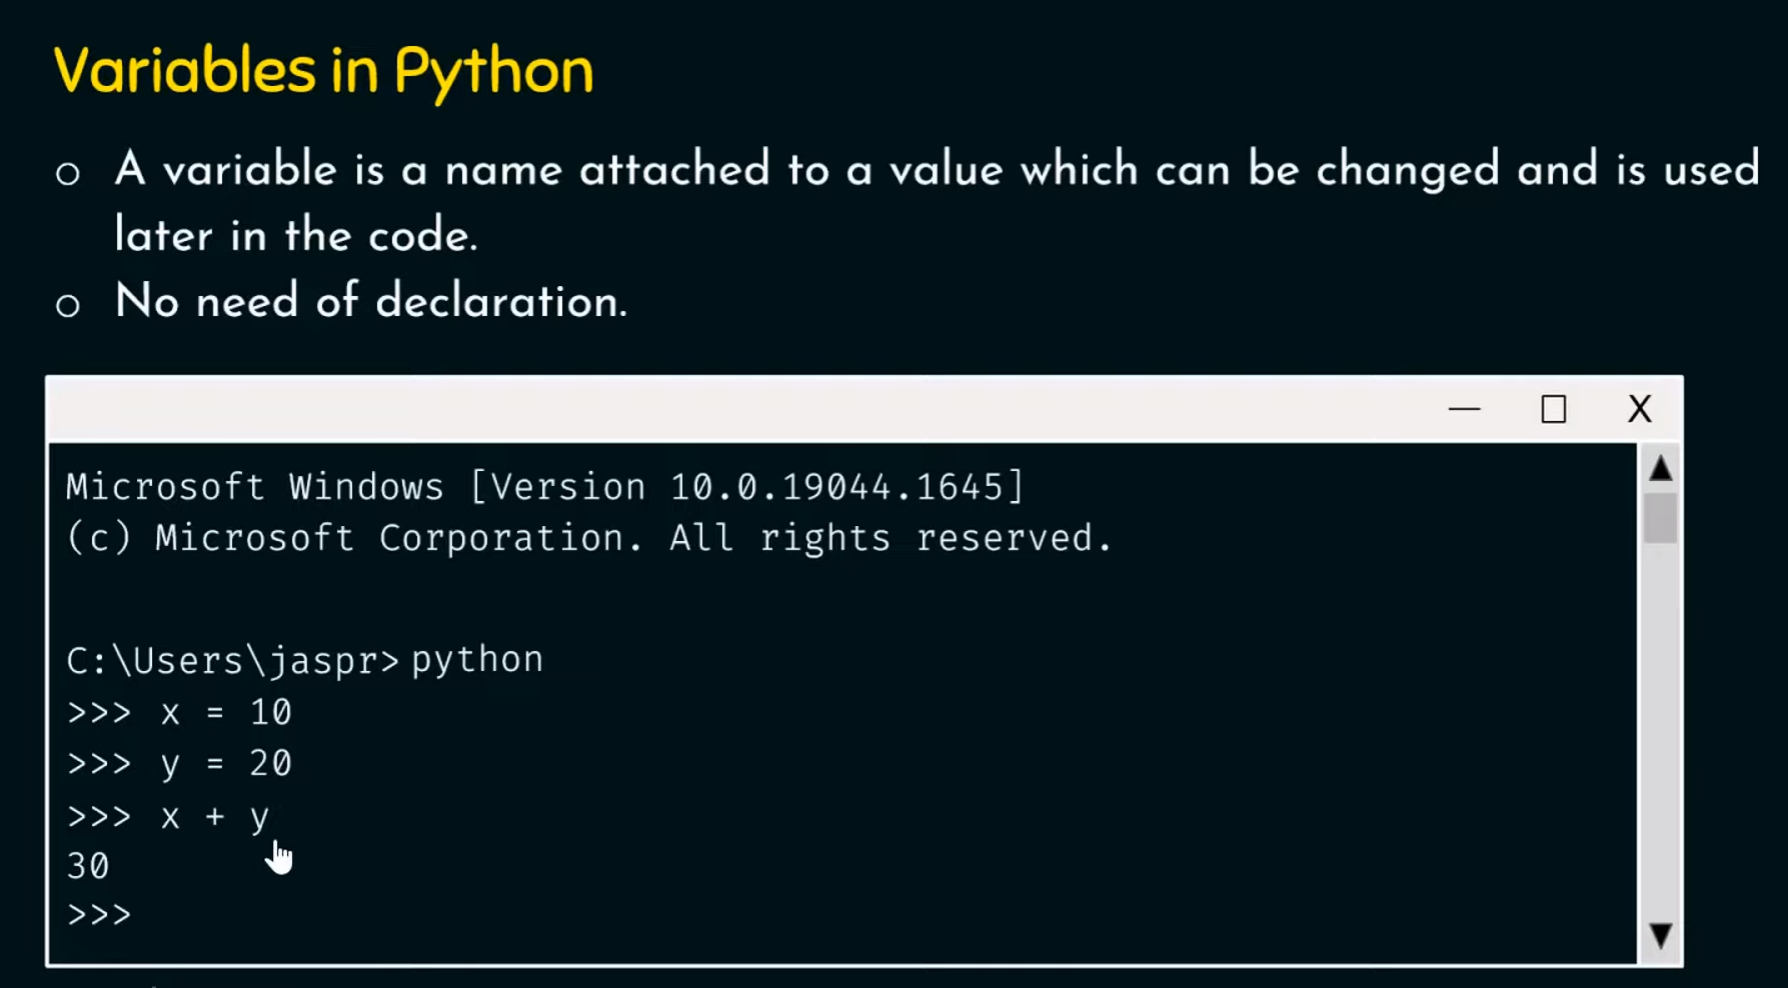 Variables in Python
○ A variable is a name attached to a value which can be changed and is used
later in the code.
○ No need of declaration.
— □ X
Microsoft Windows [Version 10.0.19044.1645]
(c) Microsoft Corporation. All rights reserved.
C:\Users\jaspr> python
>>> x = 10
>>> y = 20
>>> x + y
30
>>>